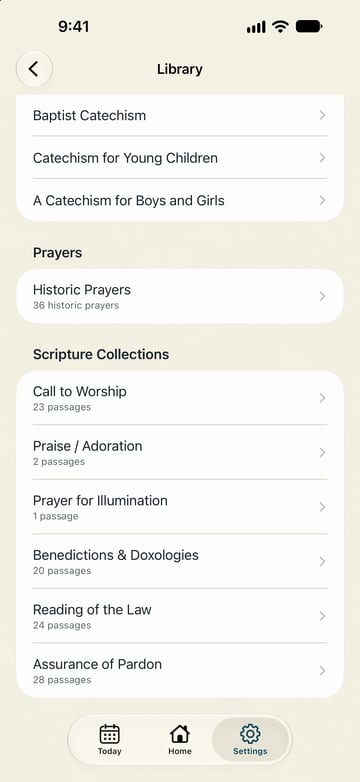 9:41
Library
Baptist Catechism
Catechism for Young Children
A Catechism for Boys and Girls
Prayers
Historic Prayers
36 historic prayers
Scripture Collections
Call to Worship
23 passages
Praise / Adoration
2 passages
Prayer for Illumination
1 passage
Benedictions & Doxologies
20 passages
Reading of the Law
24 passages
Assurance of Pardon
28 passages
Today
Home
Settings